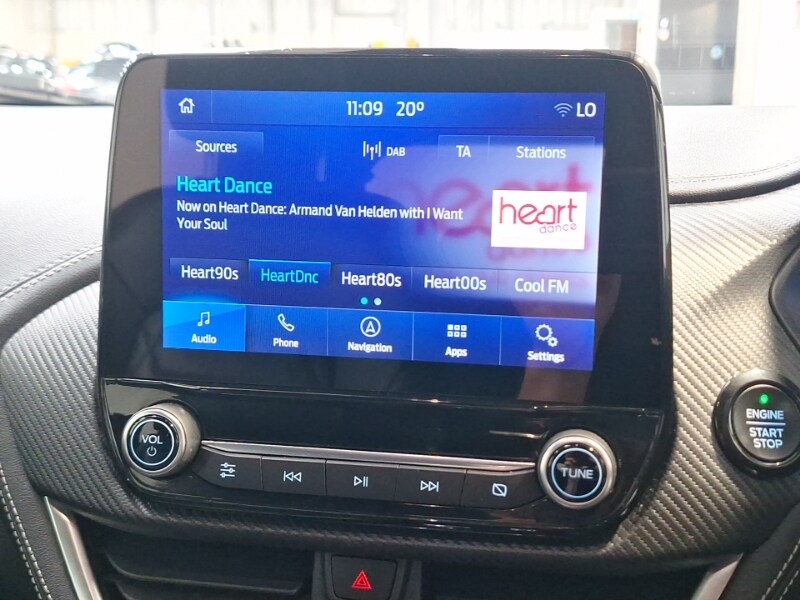 11:09 20º LO
Sources DAB TA Stations
Heart Dance
Now on Heart Dance: Armand Van Helden with I Want
Your Soul
heart
dance
Heart90s HeartDnc Heart80s Heart00s Cool FM
Audio Phone Navigation Apps Settings
VOL
TUNE
ENGINE
START
STOP